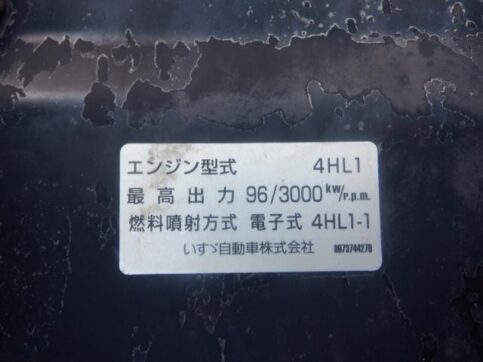 エンジン型式 4HL1
最高出力 96/3000 kw/r.p.m.
燃料噴射方式 電子式 4HL1-1
いすゞ自動車株式会社 8973744270